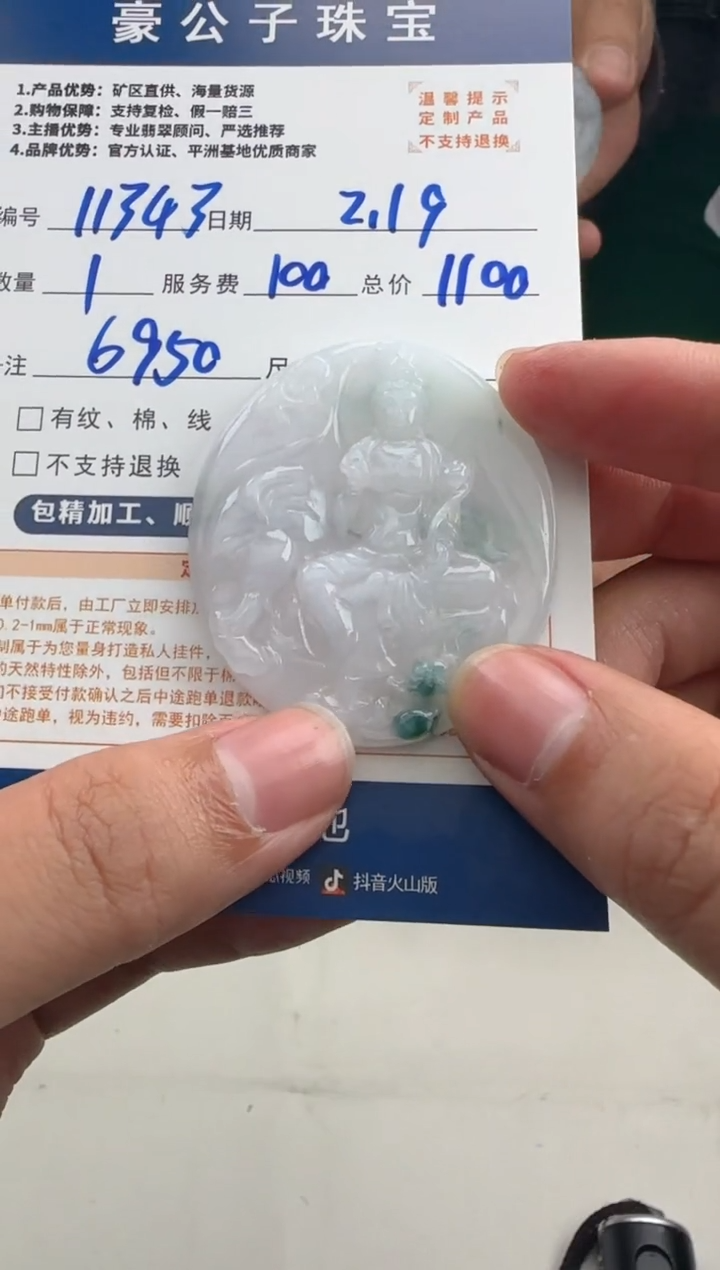 豪公子珠宝
1.产品优势：矿区直供、海量货源
2.购物保障：支持复检、假一赔三
3.主播优势：专业翡翠顾问、严选推荐
4.品牌优势：官方认证、平洲基地优质商家
温馨提示
定制产品
不支持退换
编号 11343 日期 2.19
数量 1 服务费 100 总价 1100
注 6950 尺
有纹、棉、线
不支持退换
包精加工、顺
单付款后，由工厂立即安排
0.2-1mm属于正常现象。
制属于为您量身打造私人挂件，
的天然特性除外，包括但不限于棉
不接受付款确认之后中途跑单退款
途跑单，视为违约，需要扣除
视频 抖音火山版